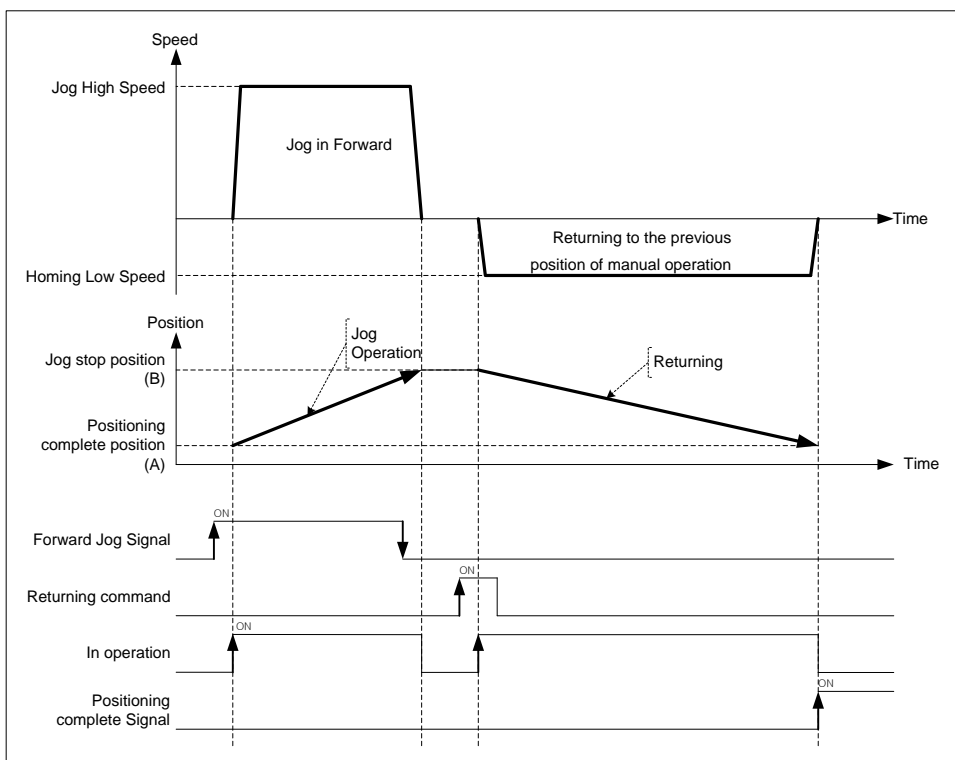 Speed
Jog High Speed
Jog in Forward
Time
Returning to the previous
position of manual operation
Homing Low Speed
Position
Jog
Operation
Jog stop position
(B)
Returning
Positioning
complete position
(A)
Time
ON
Forward Jog Signal
ON
Returning command
ON
In operation
ON
Positioning
complete Signal